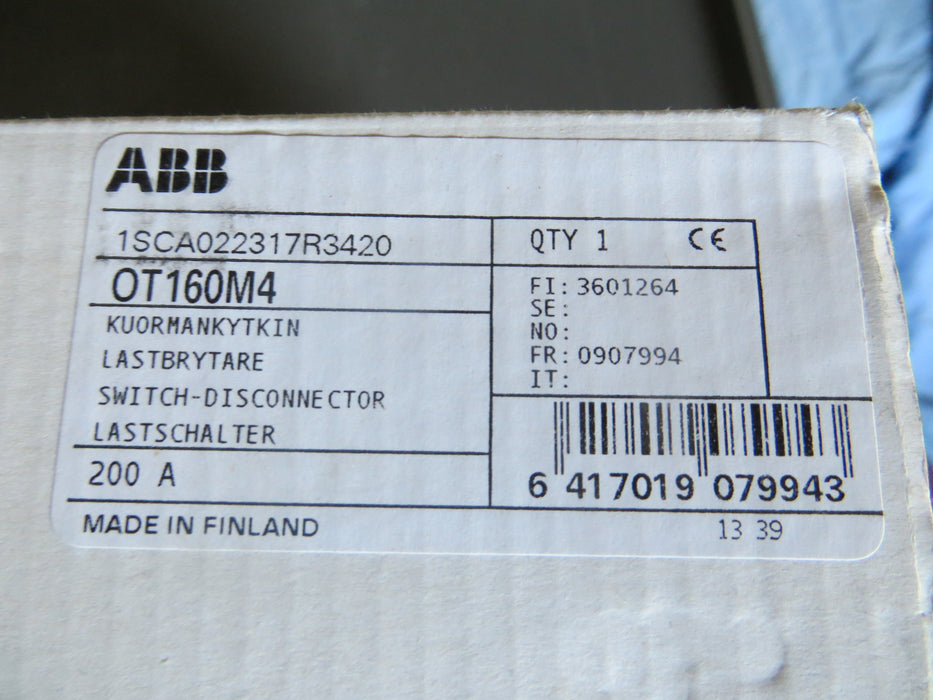 ABB
1SCA022317R3420
QTY 1 CE
OT160M4
FI: 3601264
SE:
NO:
FR: 0907994
IT:
KUORMANKYTKIN
LASTBRYTARE
SWITCH-DISCONNECTOR
LASTSCHALTER
200 A
6 417019 079943
MADE IN FINLAND
13 39